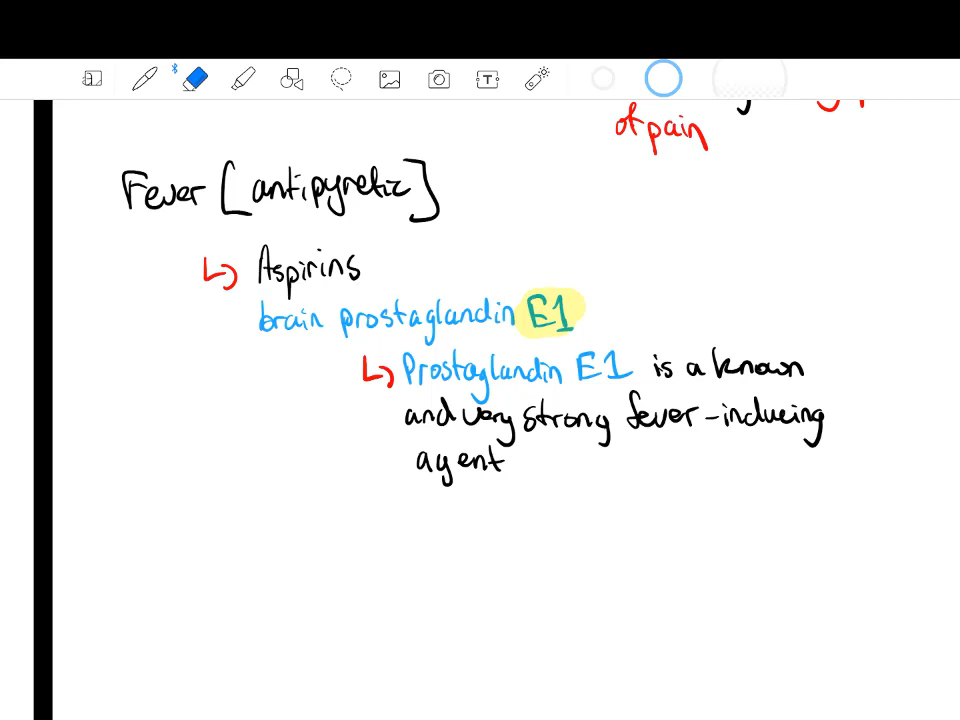 of pain
Fever [antipyretic]
↳ Aspirins
brain prostaglandin E1
↳ Prostaglandin E1 is a known
and very strong fever-inducing
agent